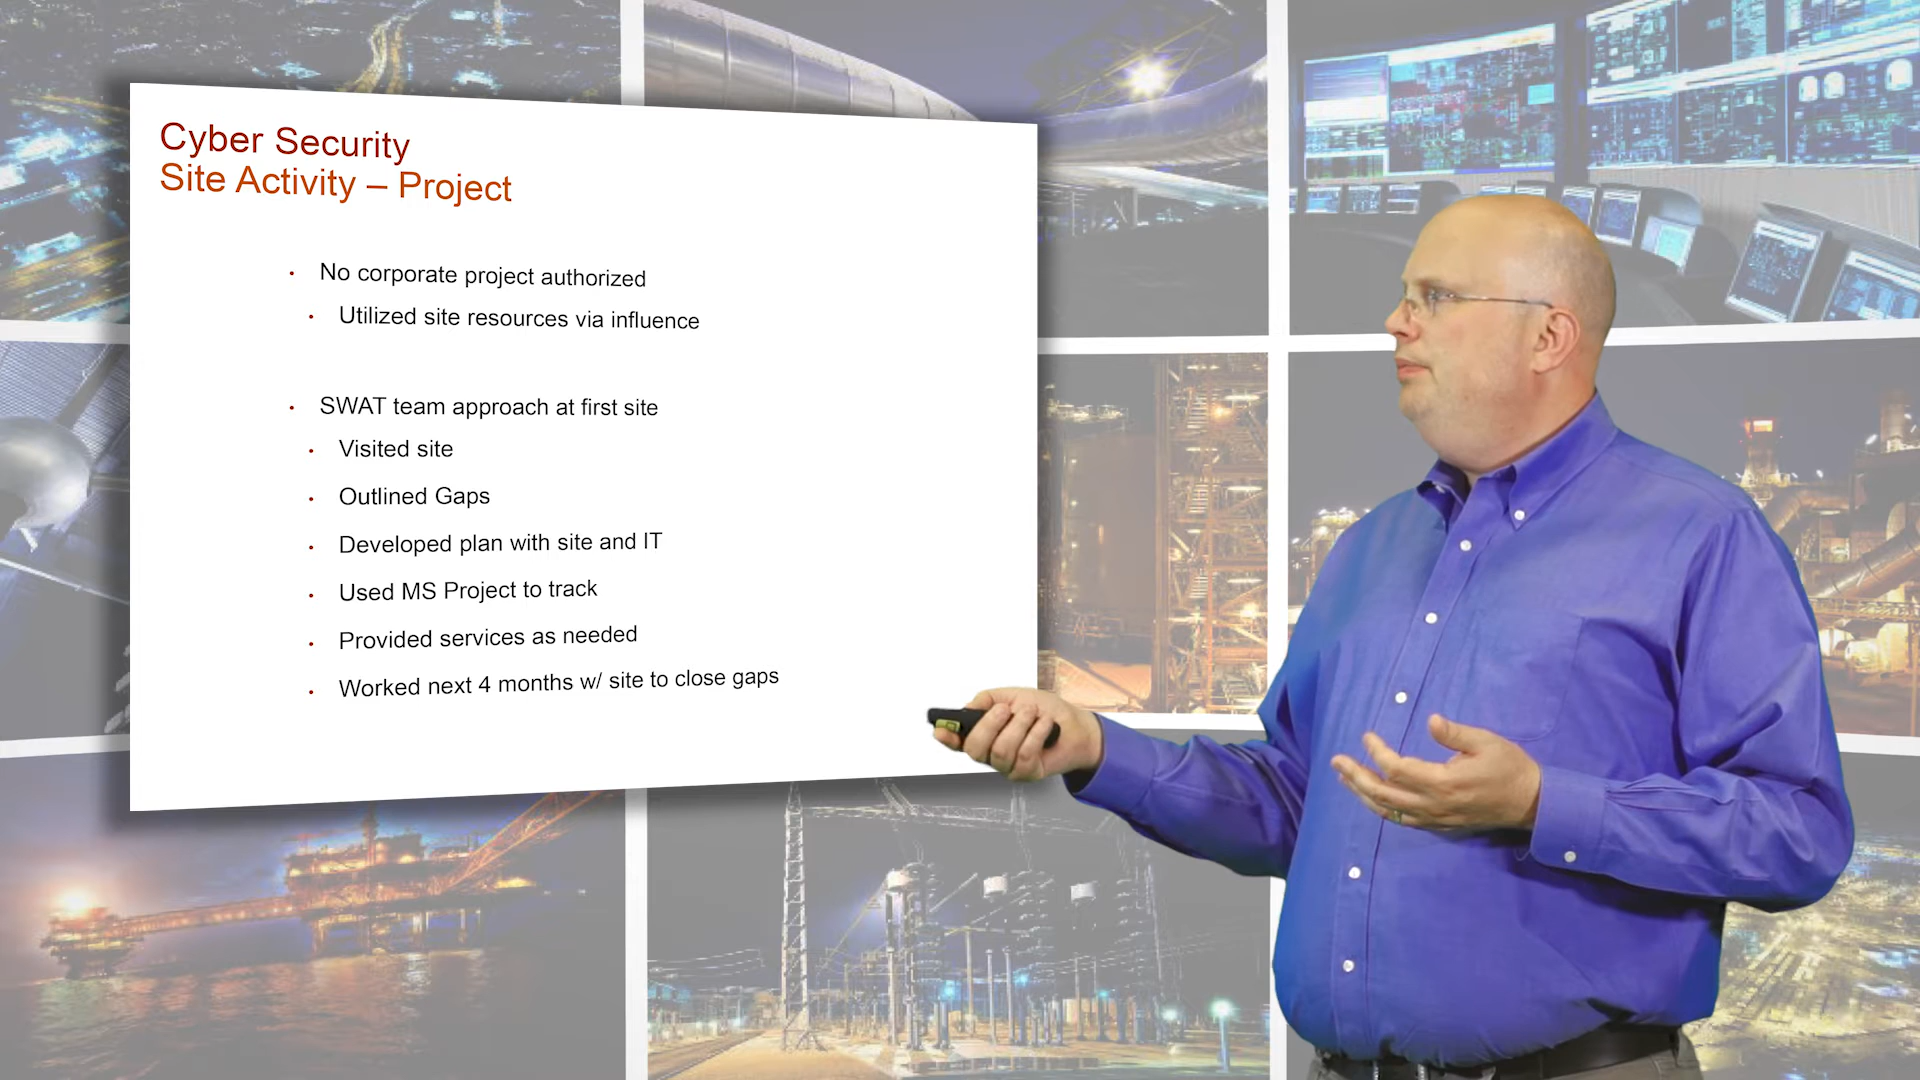 Cyber Security
Site Activity – Project
• No corporate project authorized
• Utilized site resources via influence
• SWAT team approach at first site
• Visited site
• Outlined Gaps
• Developed plan with site and IT
• Used MS Project to track
• Provided services as needed
• Worked next 4 months w/ site to close gaps